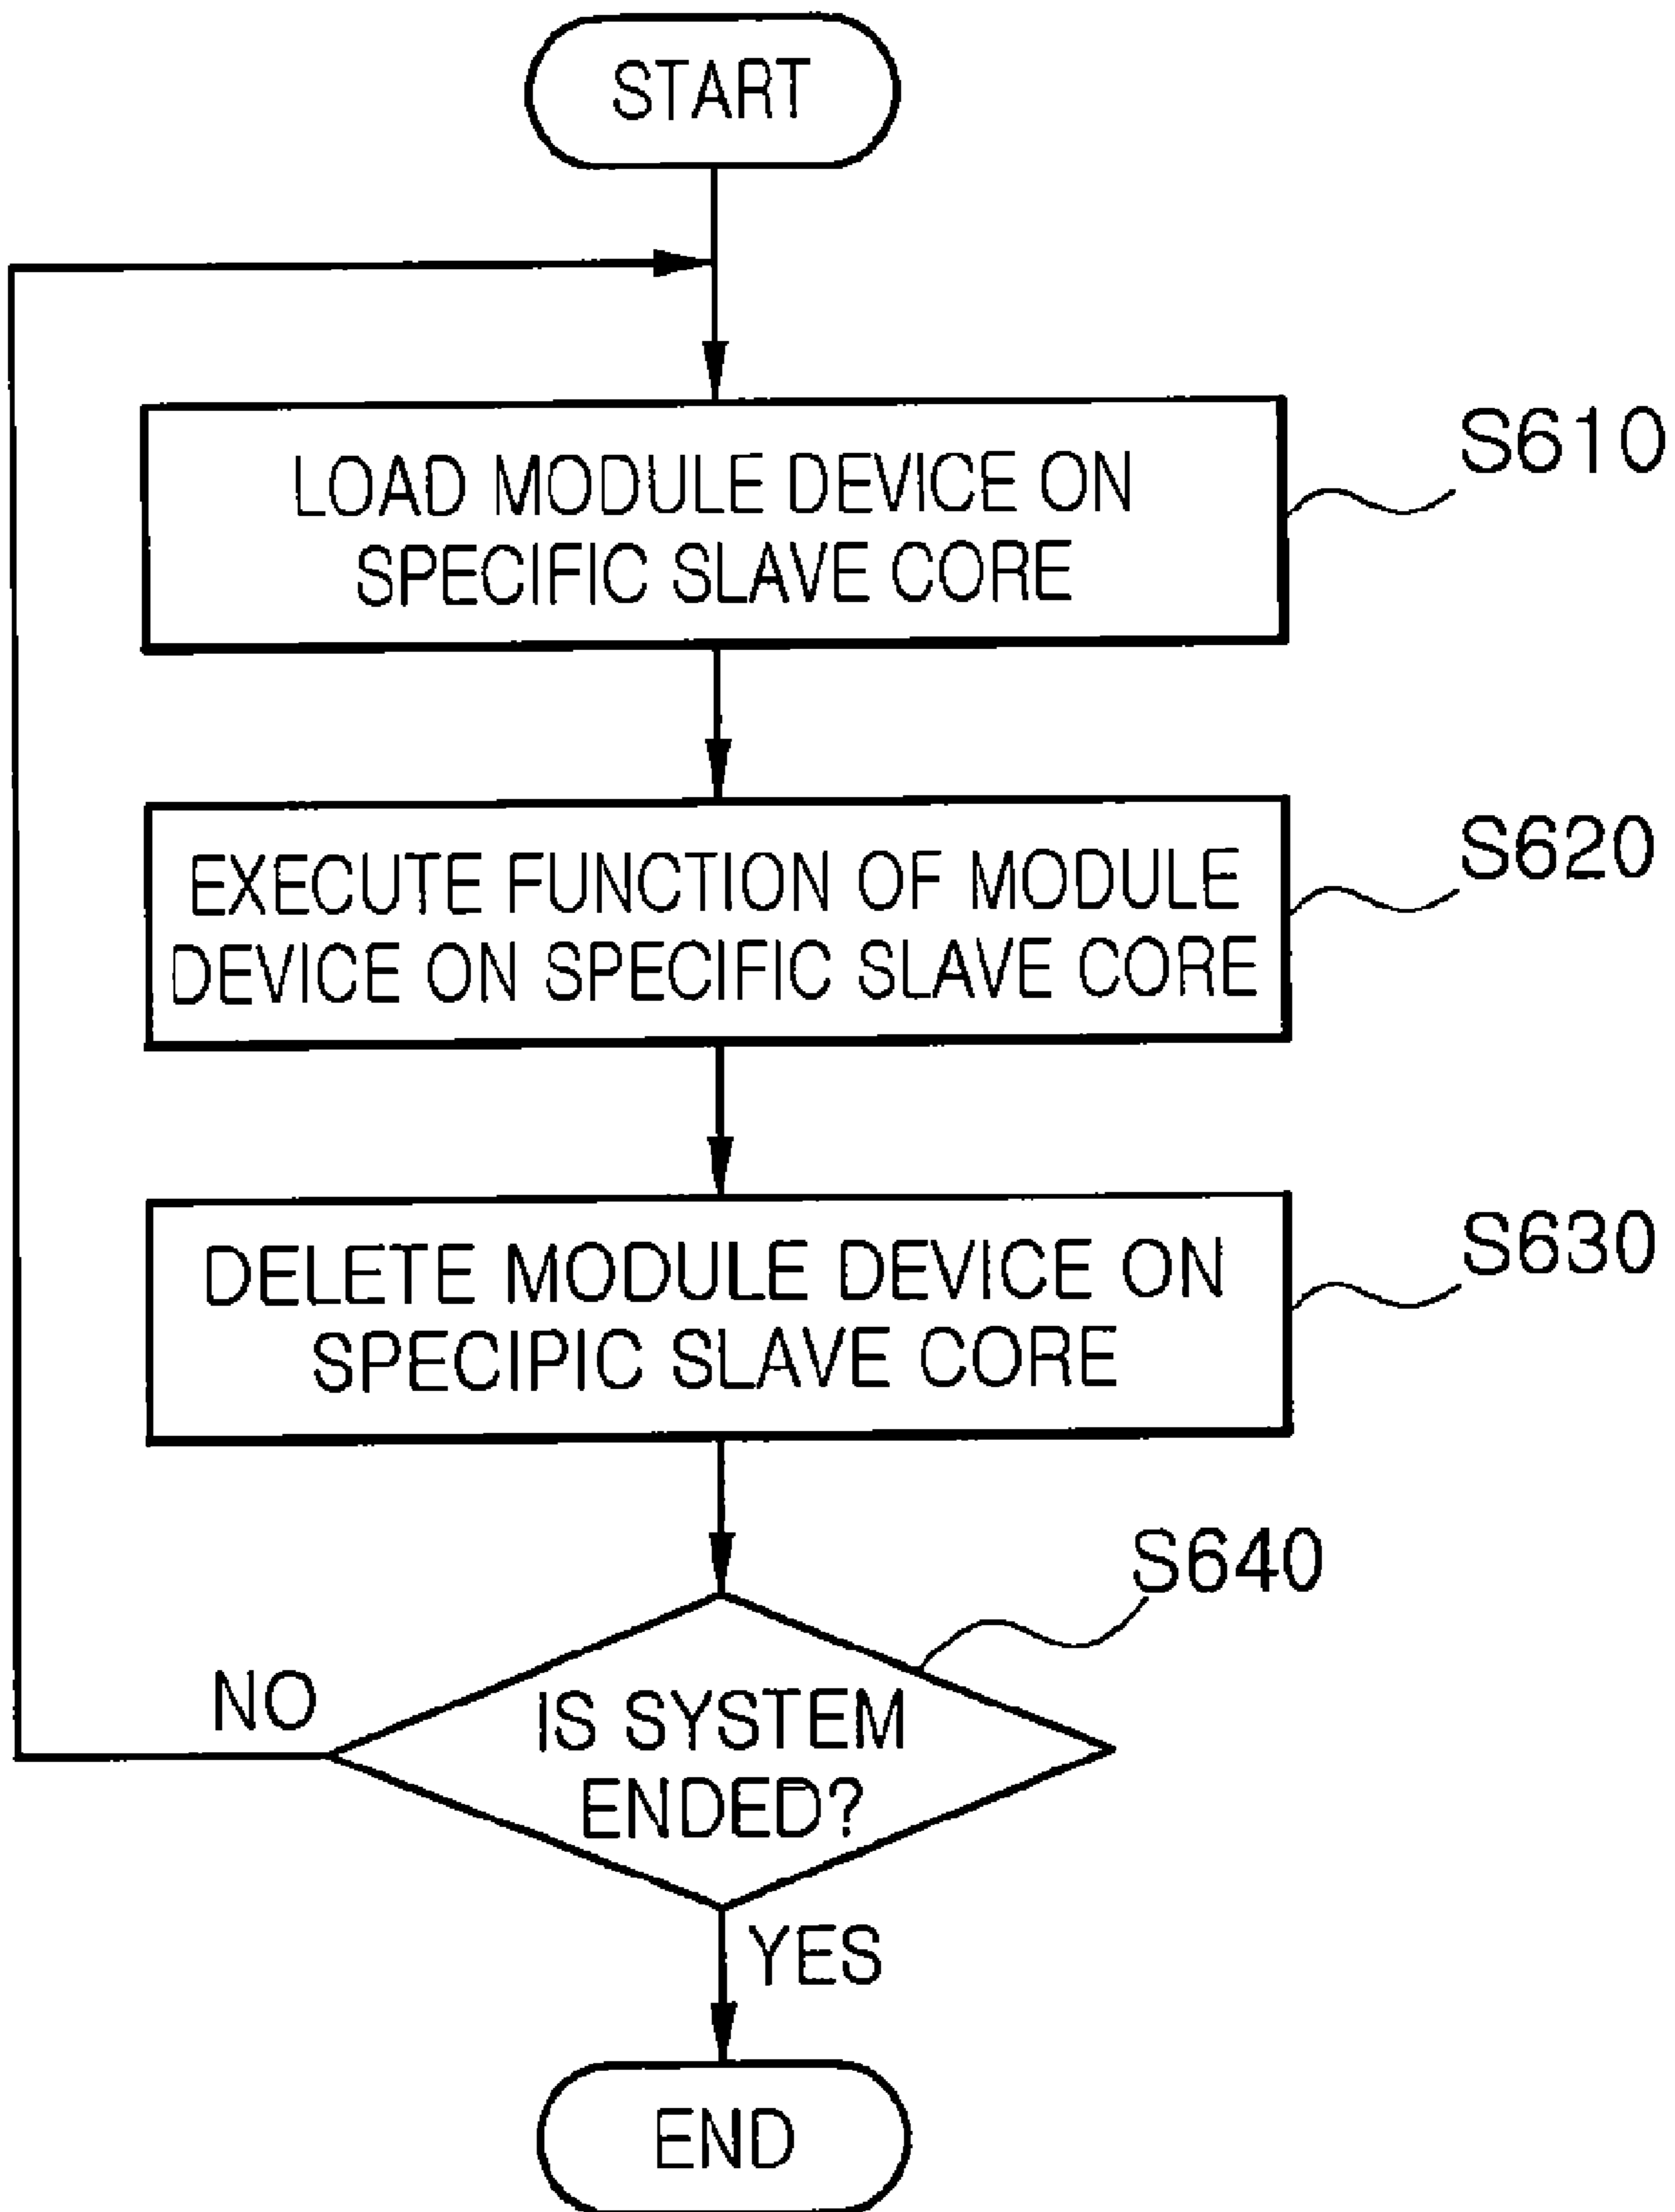 START
LOAD MODULE DEVICE ON
SPECIFIC SLAVE CORE
S610
EXECUTE FUNCTION OF MODULE
DEVICE ON SPECIFIC SLAVE CORE
S620
DELETE MODULE DEVICE ON
SPECIPIC SLAVE CORE
S630
S640
IS SYSTEM
ENDED?
NO
YES
END